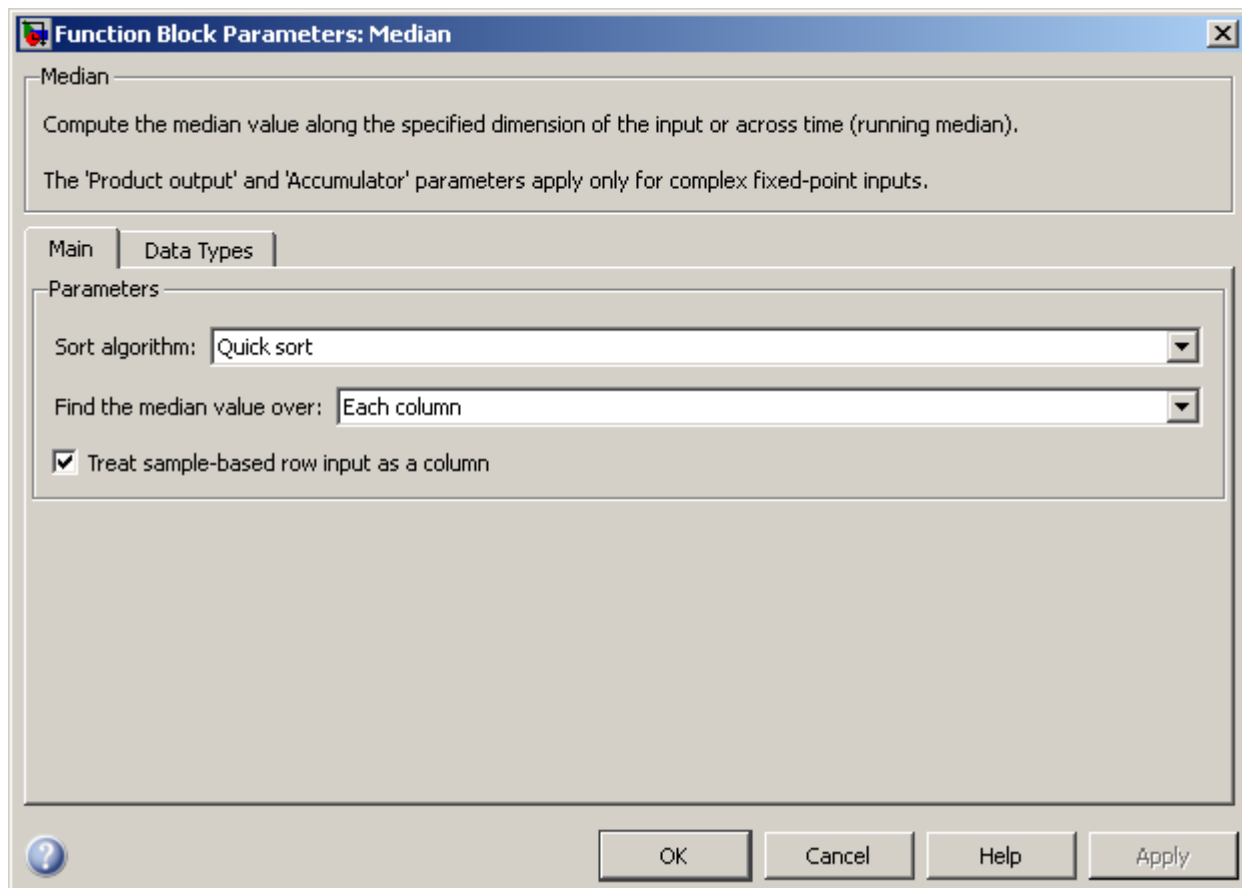 Function Block Parameters: Median
Median
Compute the median value along the specified dimension of the input or across time (running median).
The 'Product output' and 'Accumulator' parameters apply only for complex fixed-point inputs.
Main Data Types
Parameters
Sort algorithm: Quick sort
Find the median value over: Each column
Treat sample-based row input as a column
? OK Cancel Help Apply